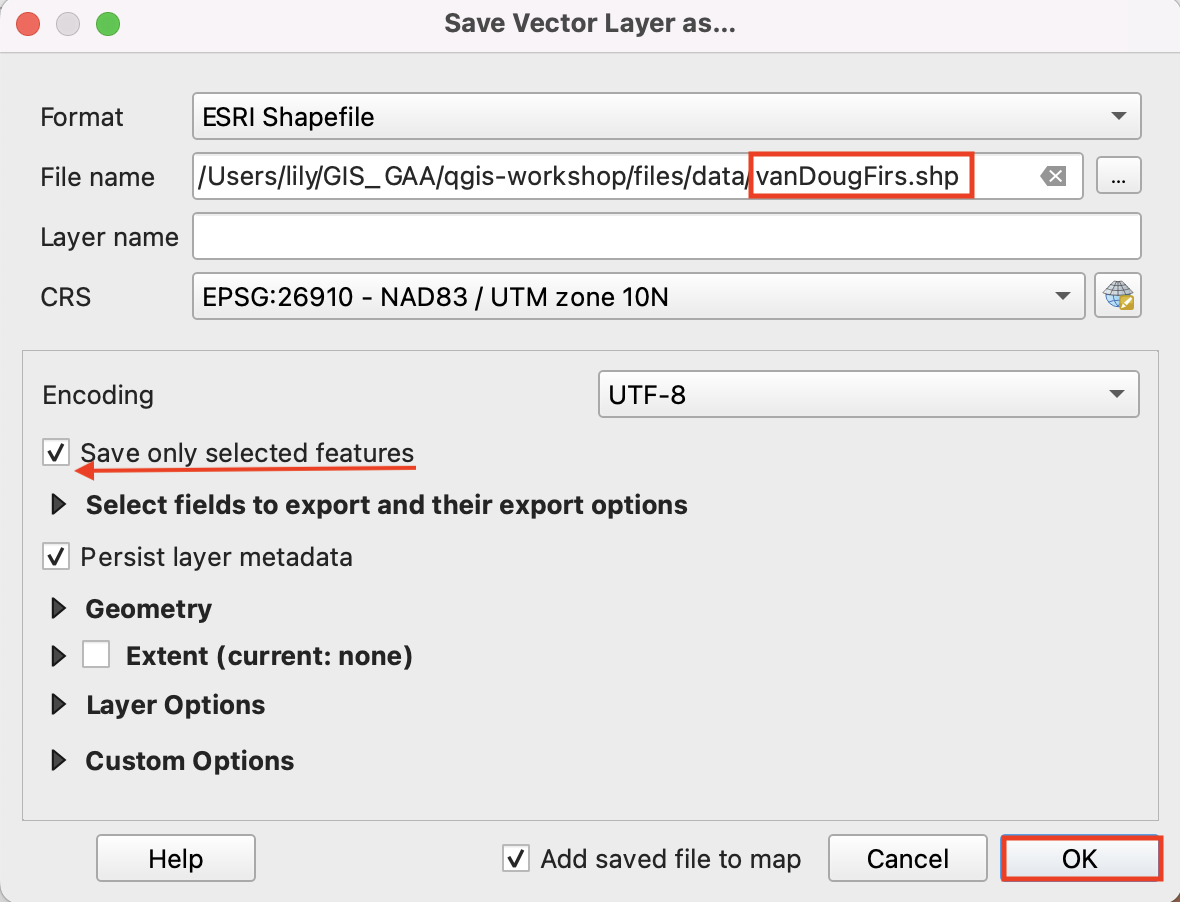 Save Vector Layer as...
Format ESRI Shapefile
File name /Users/lily/GIS_GAA/qgis-workshop/files/data/vanDougFirs.shp ...
Layer name
CRS EPSG:26910 - NAD83 / UTM zone 10N
Encoding UTF-8
Save only selected features
Select fields to export and their export options
Persist layer metadata
Geometry
Extent (current: none)
Layer Options
Custom Options
Help Add saved file to map Cancel OK